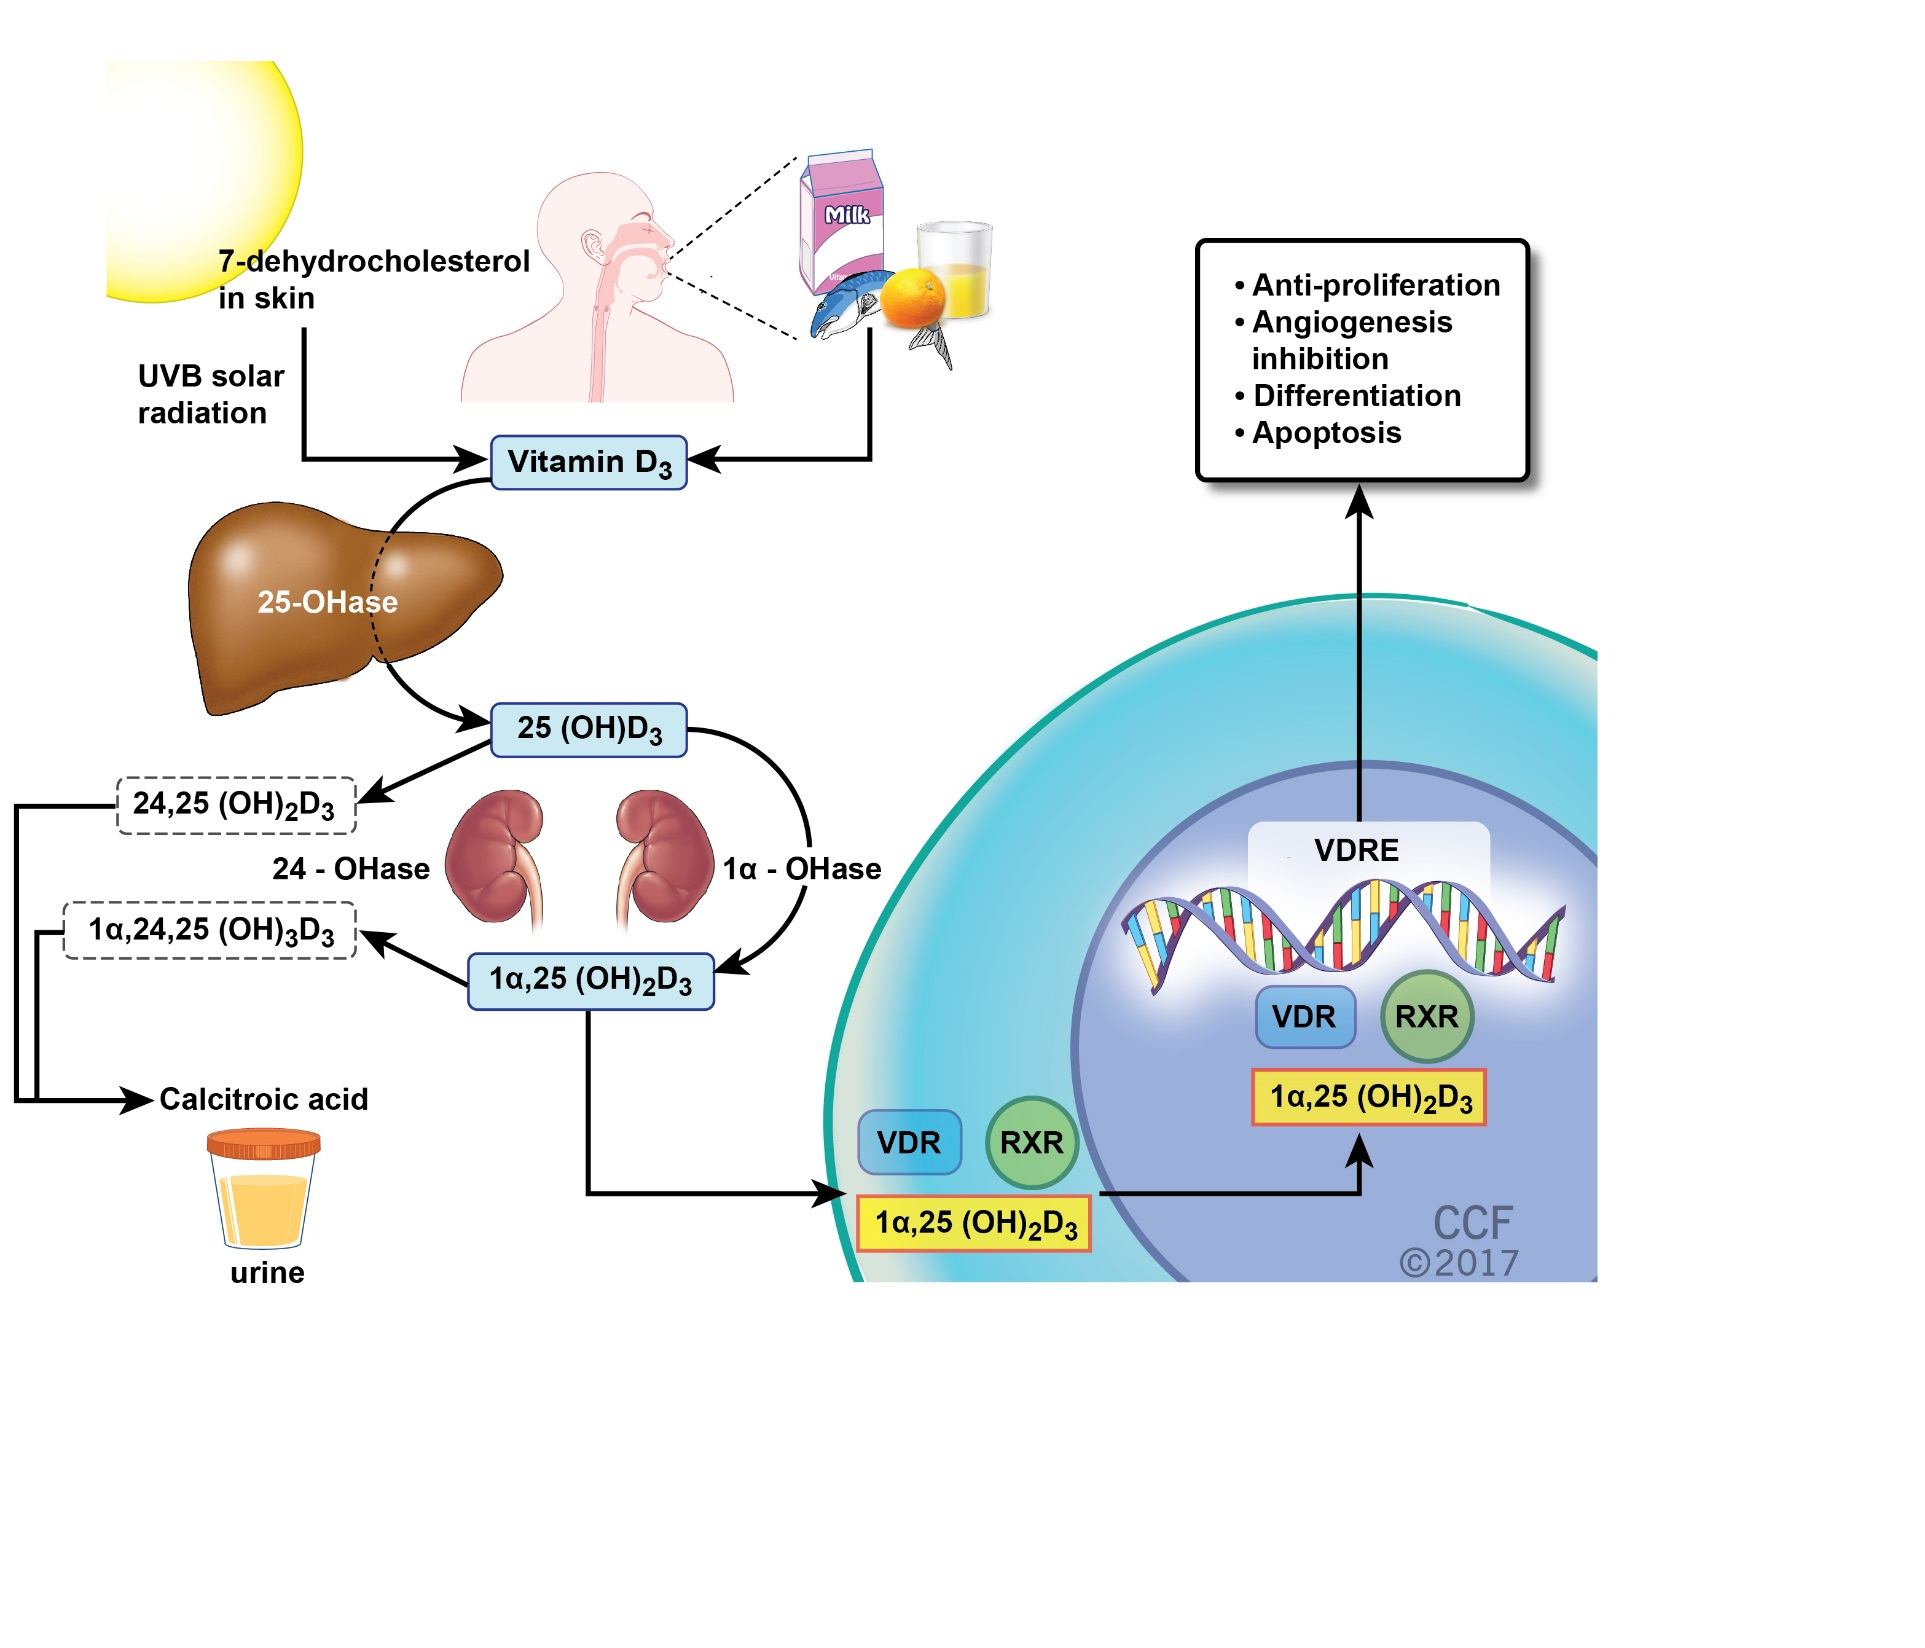 7-dehydrocholesterol
in skin
UVB solar
radiation
Milk
Vitamin D₃
25-OHase
25 (OH)D₃
24,25 (OH)₂D₃
24 - OHase
1α - OHase
1α,24,25 (OH)₃D₃
1α,25 (OH)₂D₃
Calcitroic acid
urine
• Anti-proliferation
• Angiogenesis
inhibition
• Differentiation
• Apoptosis
VDRE
VDR
RXR
1α,25 (OH)₂D₃
VDR
RXR
1α,25 (OH)₂D₃
CCF
©2017